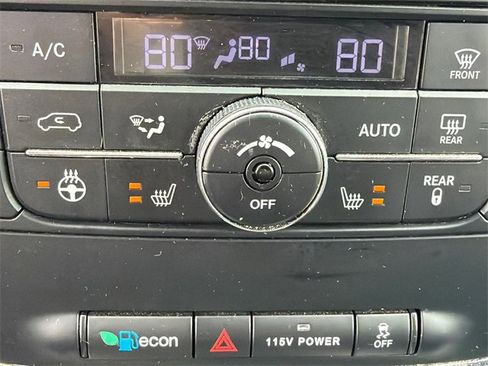 A/C
80 80 80
FRONT
AUTO
REAR
OFF
REAR
econ
115V POWER
OFF